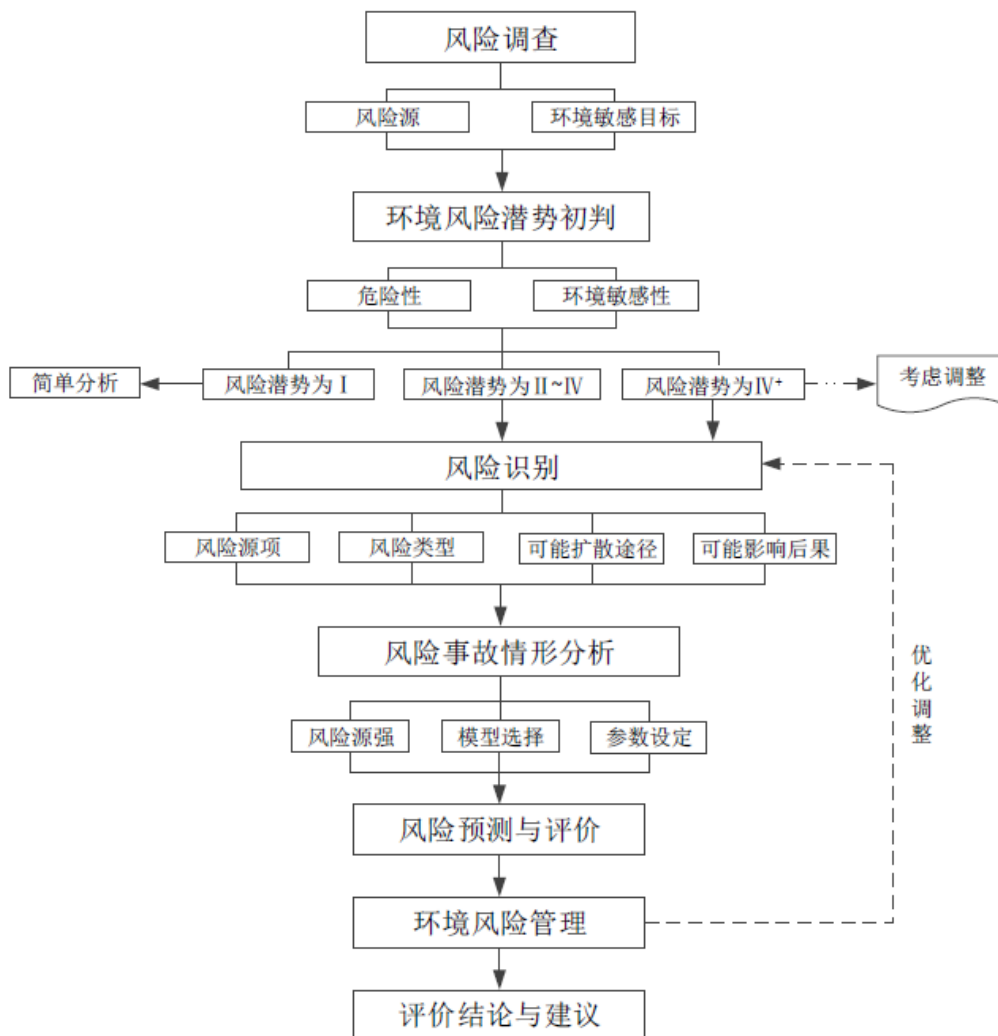 风险调查
风险源
环境敏感目标
环境风险潜势初判
危险性
环境敏感性
简单分析
风险潜势为Ⅰ
风险潜势为Ⅱ~Ⅳ
风险潜势为Ⅳ⁺
考虑调整
风险识别
风险源项
风险类型
可能扩散途径
可能影响后果
风险事故情形分析
优化调整
风险源强
模型选择
参数设定
风险预测与评价
环境风险管理
评价结论与建议